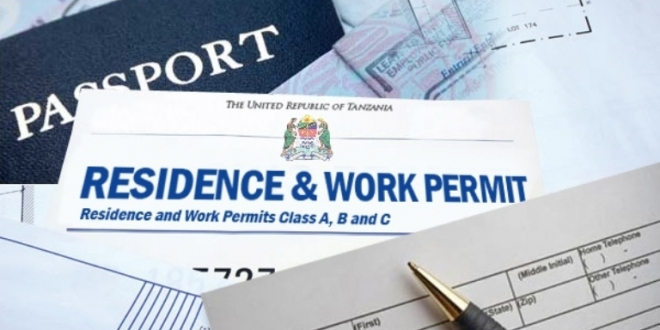 PASSPORT
LOT 174
THE UNITED REPUBLIC OF TANZANIA
RESIDENCE & WORK PERMIT
Residence and Work Permits Class A, B and C
Home Telephone
( )
(Middle Initial)
Other Telephone
( )
(First)
(State)
(Zip)